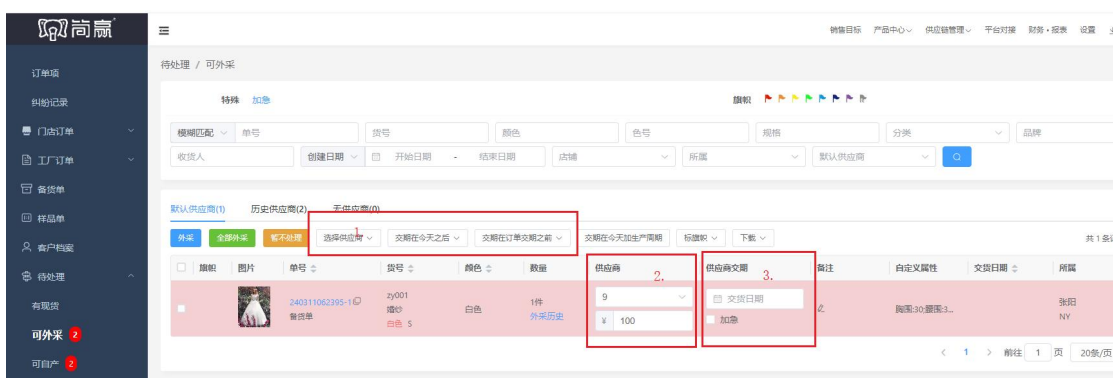 简赢
销售目标 产品中心 供应链管理 平台对接 财务•报表 设置
订单项
纠纷记录
门店订单
工厂订单
备货单
样品单
客户档案
待处理
有现货
可外采 2
可自产 2
待处理 / 可外采
特殊 加急 旗帜
模糊匹配 单号 货号 颜色 色号 规格 分类 品牌
收货人 创建日期 开始日期 - 结束日期 店铺 所属 默认供应商
默认供应商(1) 历史供应商(2) 无供应商(0)
外采 全部外采 暂不处理 选择供应商 交期在今天之后 交期在订单交期之前 交期在今天加生产周期 标旗帜 下载
1.
旗帜 图片 单号 货号 颜色 数量 供应商 供应商交期 备注 自定义属性 交货日期 所属
2. 3.
240311062395-1 备货单
zy001
婚纱
白色 S
白色
1件
外采历史
9
¥ 100
交货日期
加急
胸围:30;腰围:3...
张阳
NY
< 1 > 前往 1 页 20条/页